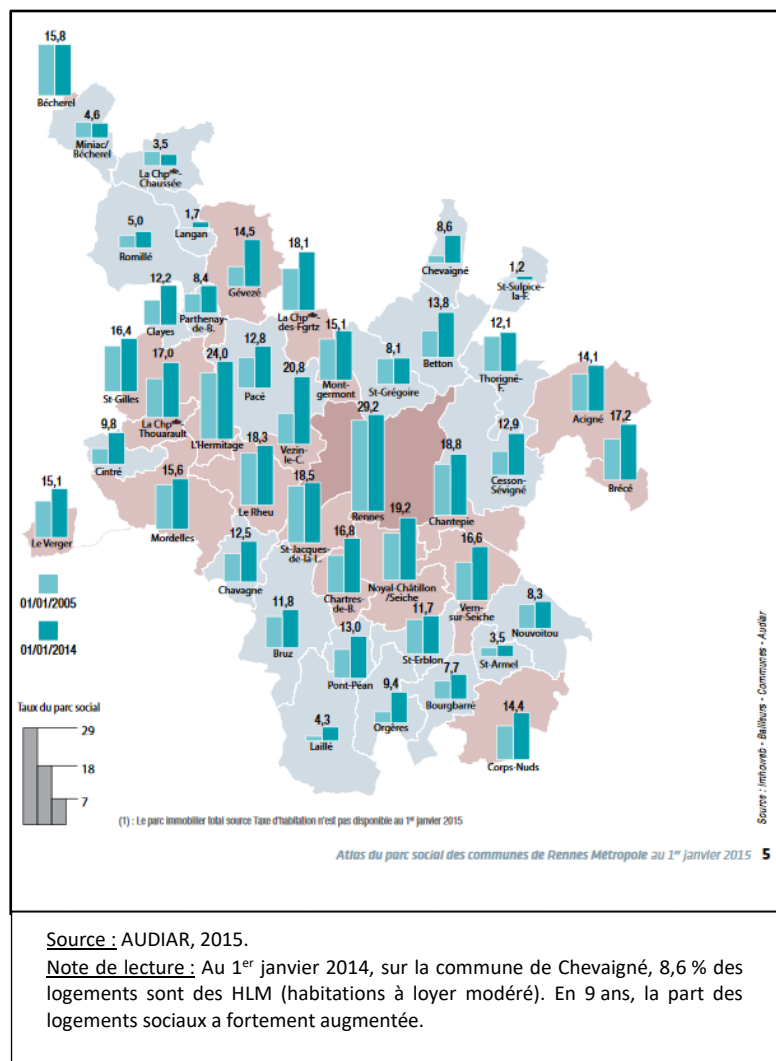 15,8
Bécherel
4,6
Miniac/
Bécherel
3,5
La Chp elle-
Chaussée
5,0
Romillé
1,7
Langan
14,5
Gévezé
18,1
La Chp elle-
des-Fgrtz
8,6
Chevaigné
1,2
St-Sulpice-
la-F.
12,2
Clayes
8,4
Parthenay-
de-B.
13,8
Betton
16,4
St-Gilles
17,0
La Chp elle-
Thouarault
24,0
L'Hermitage
12,8
Pacé
20,8
Vezin-
le-C.
15,1
Mont-
germont
8,1
St-Grégoire
12,1
Thorigné-
F.
14,1
Acigné
17,2
Brécé
9,8
Cintré
18,3
Le Rheu
29,2
Rennes
18,8
Chantepie
12,9
Cesson-
Sévigné
15,1
Le Verger
15,6
Mordelles
18,5
St-Jacques-
de-la-L.
19,2
Noyal-Châtillon
/Seiche
12,5
Chavagne
16,8
Chartres-
de-B.
16,6
Vern-
sur-Seiche
01/01/2005
01/01/2014
11,8
Bruz
13,0
Pont-Péan
11,7
St-Erblon
8,3
Nouvoitou
3,5
St-Armel
7,7
Bourgbarré
9,4
Orgères
4,3
Laillé
14,4
Corps-Nuds
Taux du parc social
29
18
7
(1) : Le parc immobilier total source Taxe d'habitation n'est pas disponible au 1er janvier 2015
Source : Imhoweb - Bailleurs - Communes - Audiar
Atlas du parc social des communes de Rennes Métropole au 1er janvier 2015 5
Source : AUDIAR, 2015.
Note de lecture : Au 1er janvier 2014, sur la commune de Chevaigné, 8,6 % des
logements sont des HLM (habitations à loyer modéré). En 9 ans, la part des
logements sociaux a fortement augmentée.